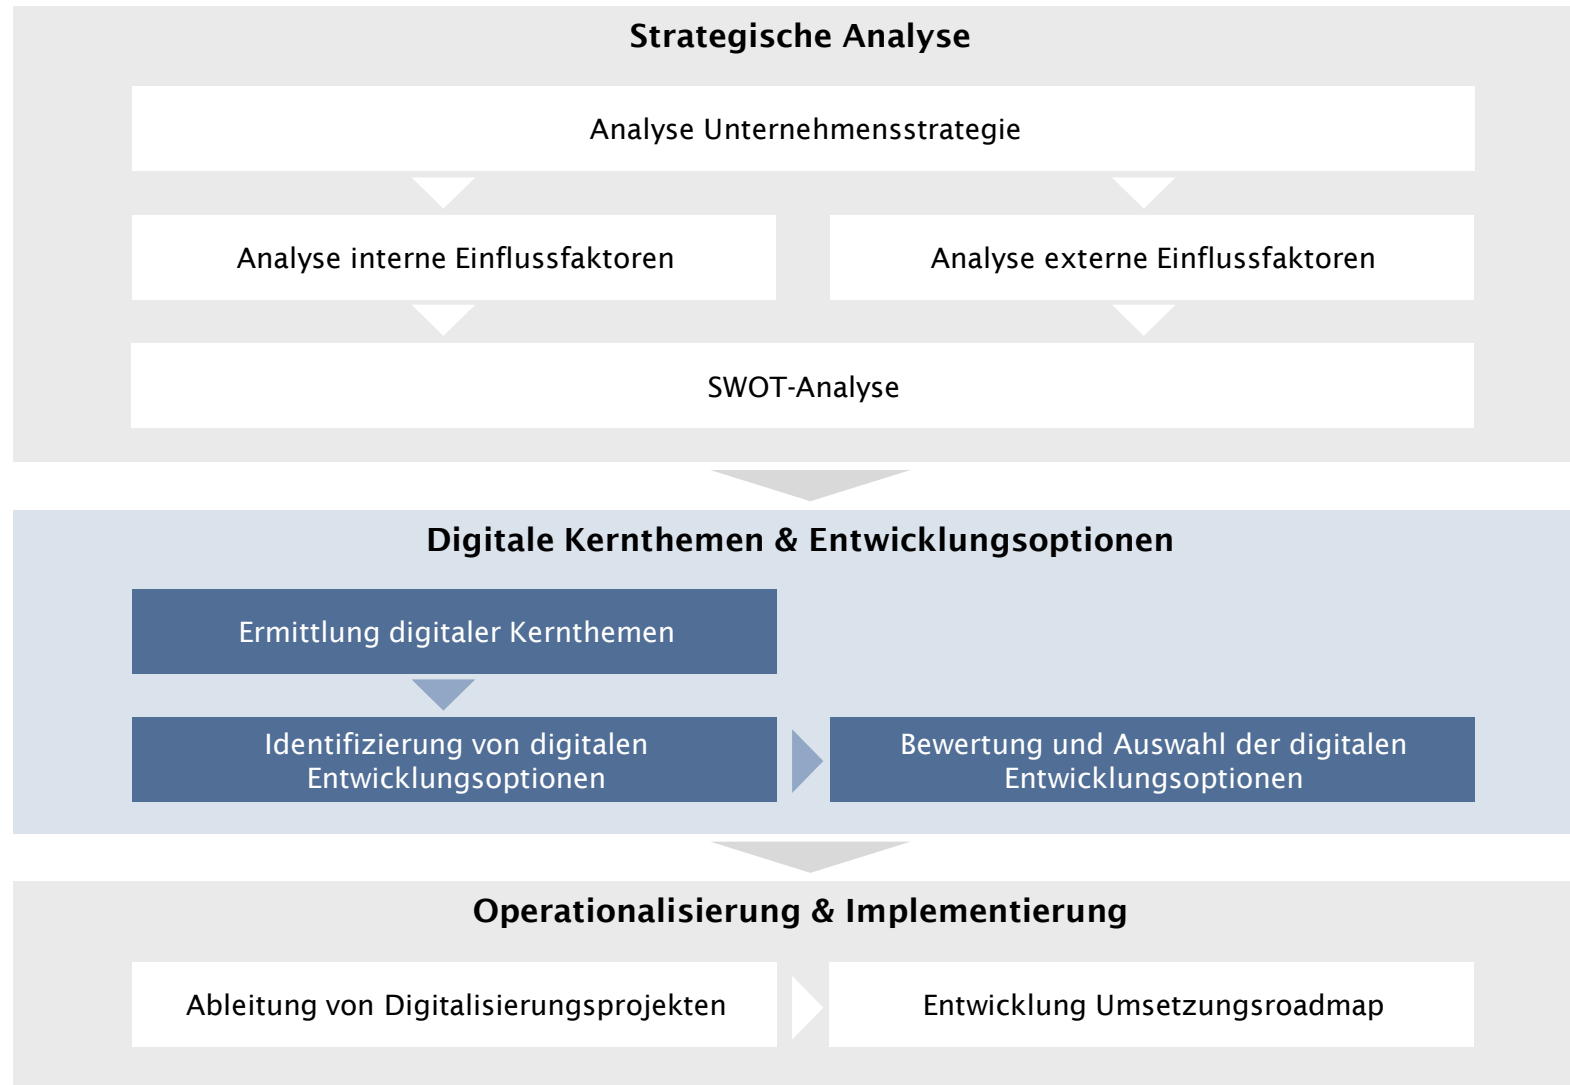 Strategische Analyse
Analyse Unternehmensstrategie
Analyse interne Einflussfaktoren
Analyse externe Einflussfaktoren
SWOT-Analyse
Digitale Kernthemen & Entwicklungsoptionen
Ermittlung digitaler Kernthemen
Identifizierung von digitalen
Entwicklungsoptionen
Bewertung und Auswahl der digitalen
Entwicklungsoptionen
Operationalisierung & Implementierung
Ableitung von Digitalisierungsprojekten
Entwicklung Umsetzungsroadmap